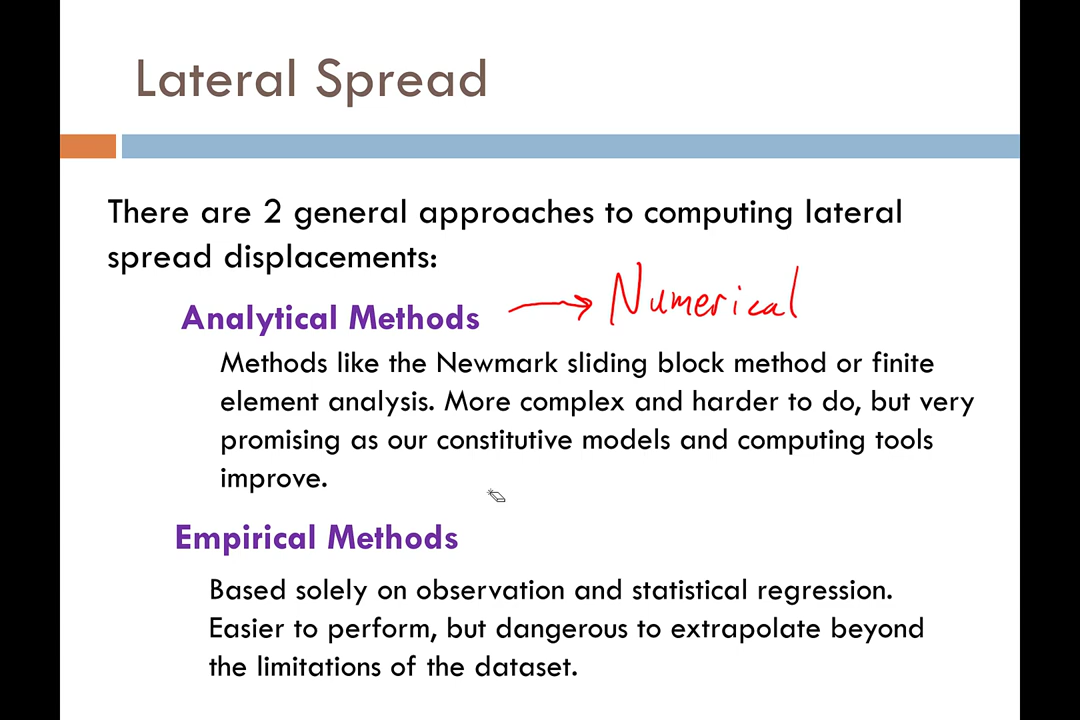 Lateral Spread
There are 2 general approaches to computing lateral
spread displacements:
Analytical Methods → Numerical
Methods like the Newmark sliding block method or finite
element analysis. More complex and harder to do, but very
promising as our constitutive models and computing tools
improve.
Empirical Methods
Based solely on observation and statistical regression.
Easier to perform, but dangerous to extrapolate beyond
the limitations of the dataset.